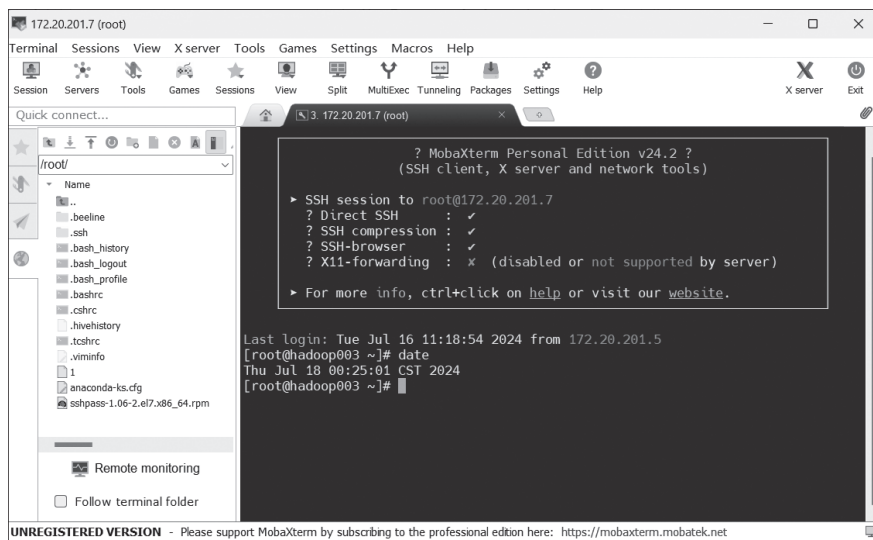 172.20.201.7 (root)
Terminal Sessions View X server Tools Games Settings Macros Help
Session Servers Tools Games Sessions View Split MultiExec Tunneling Packages Settings Help X server Exit
Quick connect...
3. 172.20.201.7 (root)
/root/
Name
..
.beeline
.ssh
.bash_history
.bash_logout
.bash_profile
.bashrc
.cshrc
.hivehistory
.tcshrc
.viminfo
1
anaconda-ks.cfg
sshpass-1.06-2.el7.x86_64.rpm
Remote monitoring
Follow terminal folder
? MobaXterm Personal Edition v24.2 ?
(SSH client, X server and network tools)
► SSH session to root@172.20.201.7
? Direct SSH : ✔
? SSH compression : ✔
? SSH-browser : ✔
? X11-forwarding : ✘ (disabled or not supported by server)
► For more info, ctrl+click on help or visit our website.
Last login: Tue Jul 16 11:18:54 2024 from 172.20.201.5
[root@hadoop003 ~]# date
Thu Jul 18 00:25:01 CST 2024
[root@hadoop003 ~]#
UNREGISTERED VERSION - Please support MobaXterm by subscribing to the professional edition here: https://mobaxterm.mobatek.net